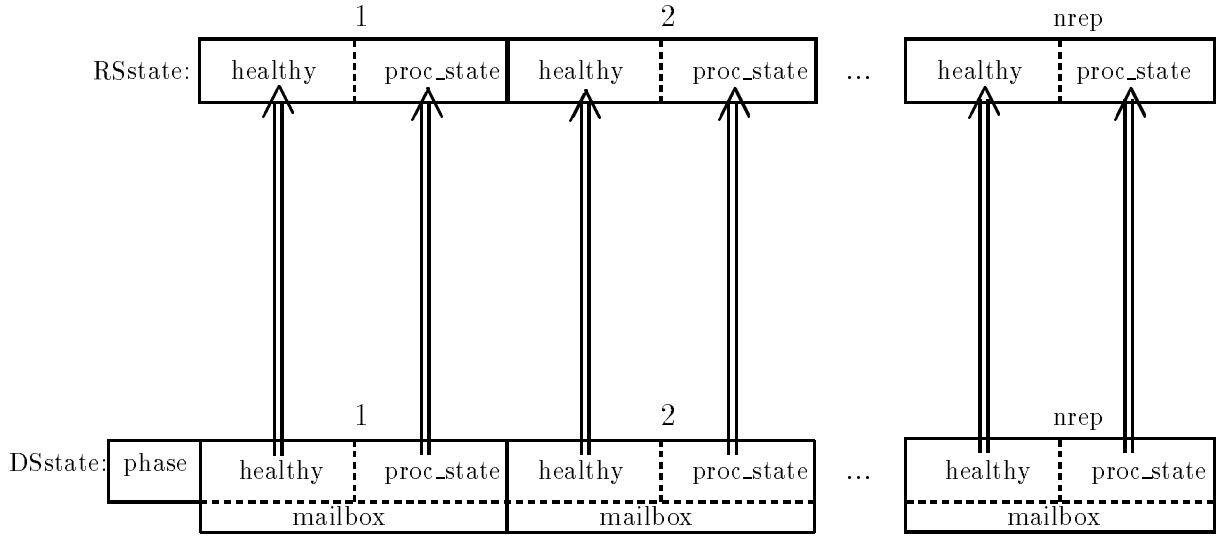 1 2 nrep
RSstate: healthy proc_state healthy proc_state ... healthy proc_state
1 2 nrep
DSstate: phase healthy proc_state healthy proc_state ... healthy proc_state
mailbox mailbox mailbox